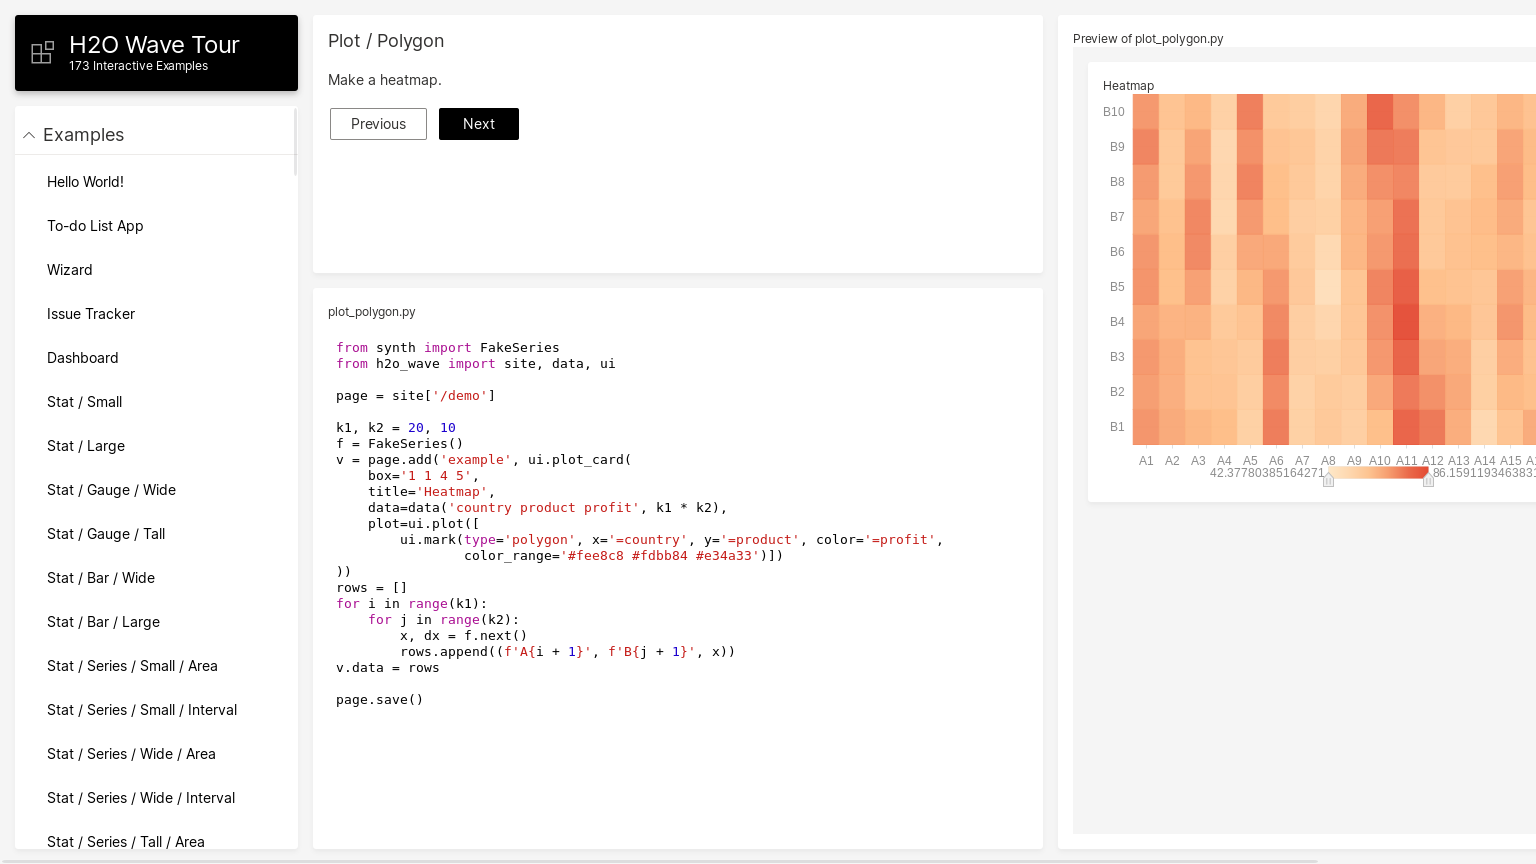 H2O Wave Tour
173 Interactive Examples
Examples
Hello World!
To-do List App
Wizard
Issue Tracker
Dashboard
Stat / Small
Stat / Large
Stat / Gauge / Wide
Stat / Gauge / Tall
Stat / Bar / Wide
Stat / Bar / Large
Stat / Series / Small / Area
Stat / Series / Small / Interval
Stat / Series / Wide / Area
Stat / Series / Wide / Interval
Stat / Series / Tall / Area
Plot / Polygon
Make a heatmap.
Previous Next
plot_polygon.py
from synth import FakeSeries
from h2o_wave import site, data, ui
page = site['/demo']
k1, k2 = 20, 10
f = FakeSeries()
v = page.add('example', ui.plot_card(
    box='1 1 4 5',
    title='Heatmap',
    data=data('country product profit', k1 * k2),
    plot=ui.plot([
        ui.mark(type='polygon', x='=country', y='=product', color='=profit',
                color_range='#fee8c8 #fdbb84 #e34a33')])
))
rows = []
for i in range(k1):
    for j in range(k2):
        x, dx = f.next()
        rows.append((f'A{i + 1}', f'B{j + 1}', x))
v.data = rows
page.save()
Preview of plot_polygon.py
Heatmap
B10
B9
B8
B7
B6
B5
B4
B3
B2
B1
A1 A2 A3 A4 A5 A6 A7 A8 A9 A10 A11 A12 A13 A14 A15
42.37780385164271 86.1591193463831